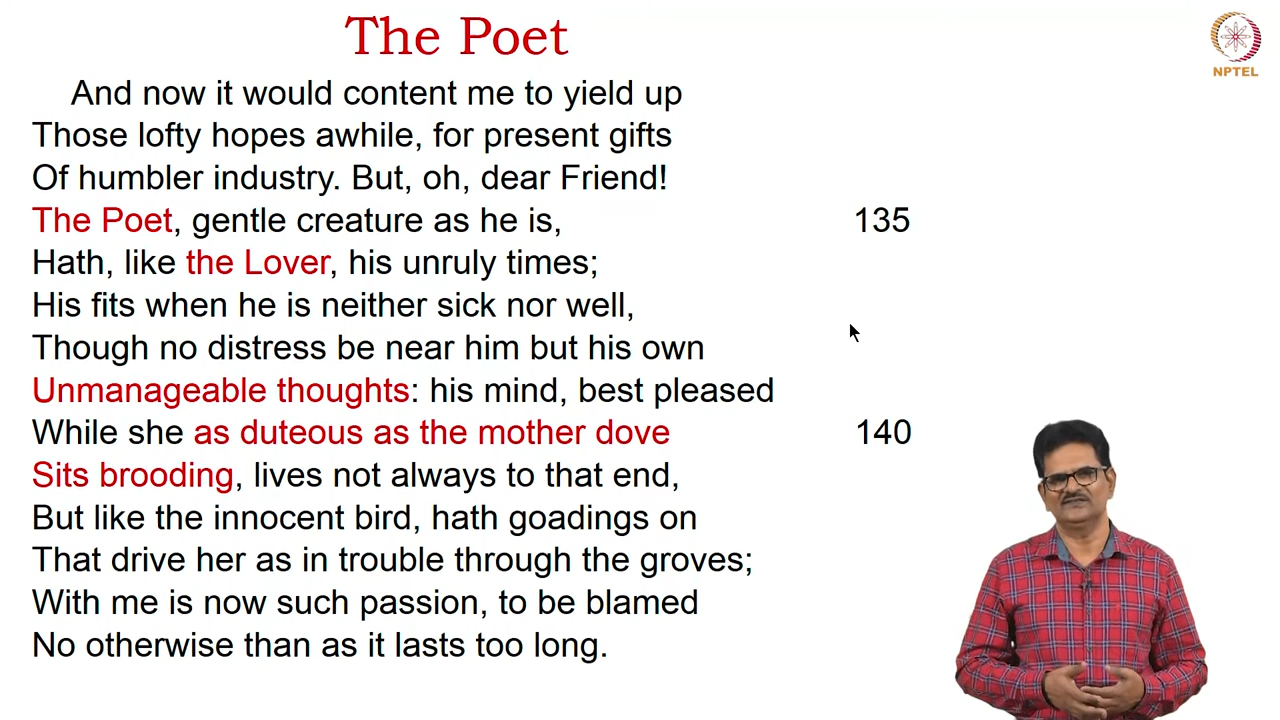 The Poet
NPTEL
And now it would content me to yield up
Those lofty hopes awhile, for present gifts
Of humbler industry. But, oh, dear Friend!
The Poet, gentle creature as he is, 135
Hath, like the Lover, his unruly times;
His fits when he is neither sick nor well,
Though no distress be near him but his own
Unmanageable thoughts: his mind, best pleased
While she as duteous as the mother dove 140
Sits brooding, lives not always to that end,
But like the innocent bird, hath goadings on
That drive her as in trouble through the groves;
With me is now such passion, to be blamed
No otherwise than as it lasts too long.